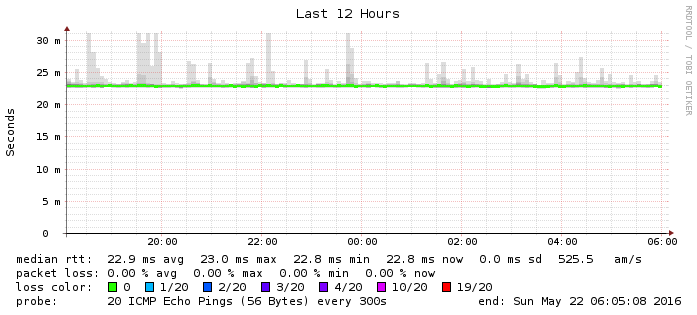 Last 12 Hours
RRDTOOL / TOBI OETIKER
Seconds
30 m
25 m
20 m
15 m
10 m
5 m
0
20:00 22:00 00:00 02:00 04:00 06:00
median rtt: 22.9 ms avg 23.0 ms max 22.8 ms min 22.8 ms now 0.0 ms sd 525.5 am/s
packet loss: 0.00 % avg 0.00 % max 0.00 % min 0.00 % now
loss color: 0 1/20 2/20 3/20 4/20 10/20 19/20
probe: 20 ICMP Echo Pings (56 Bytes) every 300s end: Sun May 22 06:05:08 2016